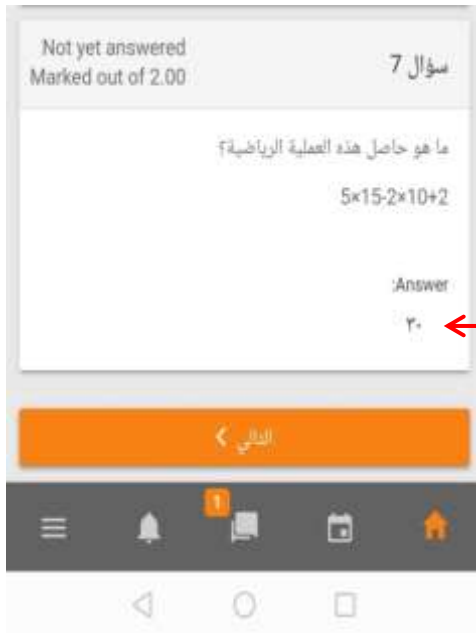 سؤال 7
Not yet answered
Marked out of 2.00
ما هو حاصل هذه العملية الرياضية؟
5×15-2×10+2
Answer:
٣٠
التالي
1